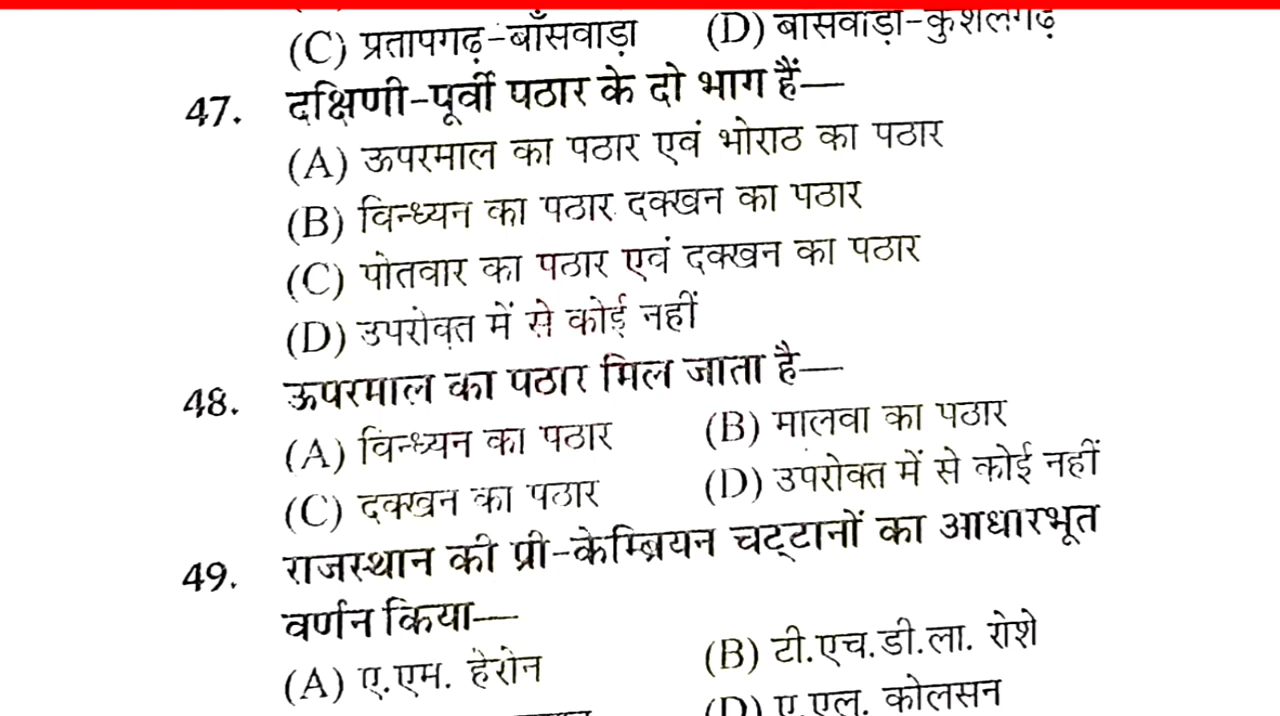 (C) प्रतापगढ़-बाँसवाड़ा (D) बासवाड़ा-कुशलगढ़
47. दक्षिणी-पूर्वी पठार के दो भाग हैं—
(A) ऊपरमाल का पठार एवं भोराठ का पठार
(B) विन्ध्यन का पठार दक्खन का पठार
(C) पोतवार का पठार एवं दक्खन का पठार
(D) उपरोक्त में से कोई नहीं
48. ऊपरमाल का पठार मिल जाता है—
(A) विन्ध्यन का पठार (B) मालवा का पठार
(C) दक्खन का पठार (D) उपरोक्त में से कोई नहीं
49. राजस्थान की प्री-केम्ब्रियन चट्टानों का आधारभूत
वर्णन किया—
(A) ए.एम. हेरोन (B) टी.एच.डी.ला. रोशे
(D) ए.एल. कोलसन